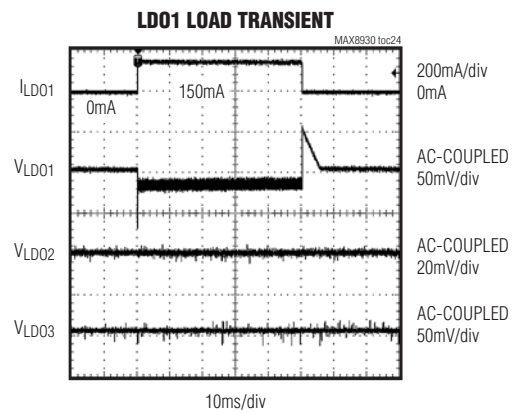 LDO1 LOAD TRANSIENT
MAX8930 toc24
ILDO1
0mA
150mA
200mA/div
0mA
VLDO1
AC-COUPLED
50mV/div
VLDO2
AC-COUPLED
20mV/div
VLDO3
AC-COUPLED
50mV/div
10ms/div